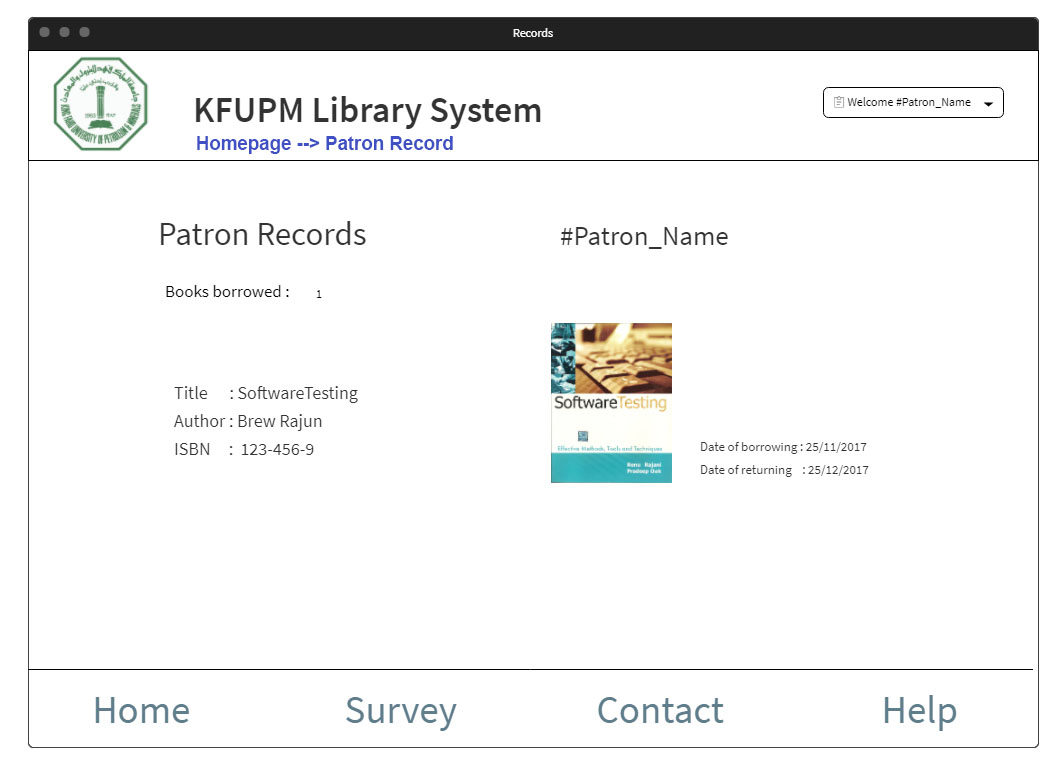 Records
KFUPM Library System
Homepage --> Patron Record
Welcome #Patron_Name
Patron Records
#Patron_Name
Books borrowed : 1
Title : SoftwareTesting
Author : Brew Rajun
ISBN : 123-456-9
SoftwareTesting
Effective Methods, Tools and Techniques
Renu Rajani
Pradeep Oak
Date of borrowing : 25/11/2017
Date of returning : 25/12/2017
Home
Survey
Contact
Help